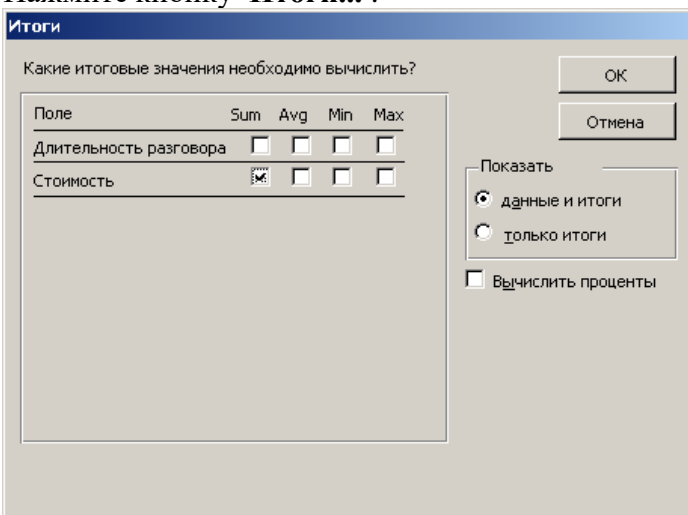 Нажмите кнопку "Итоги...".
Итоги
Какие итоговые значения необходимо вычислить?
Поле Sum Avg Min Max
Длительность разговора
Стоимость
ОК
Отмена
Показать
данные и итоги
только итоги
Вычислить проценты